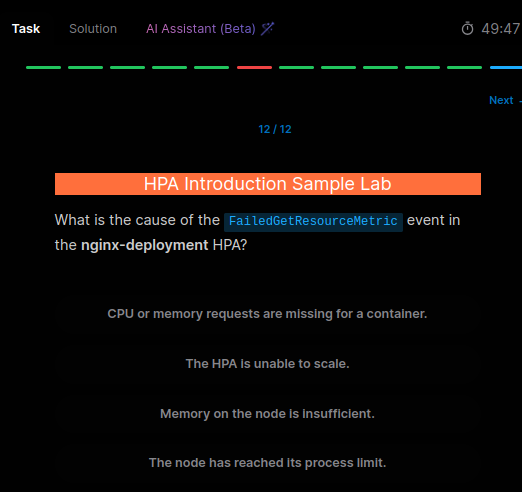 Task Solution AI Assistant (Beta) 49:47
Next
12 / 12
HPA Introduction Sample Lab
What is the cause of the FailedGetResourceMetric event in
the nginx-deployment HPA?
CPU or memory requests are missing for a container.
The HPA is unable to scale.
Memory on the node is insufficient.
The node has reached its process limit.